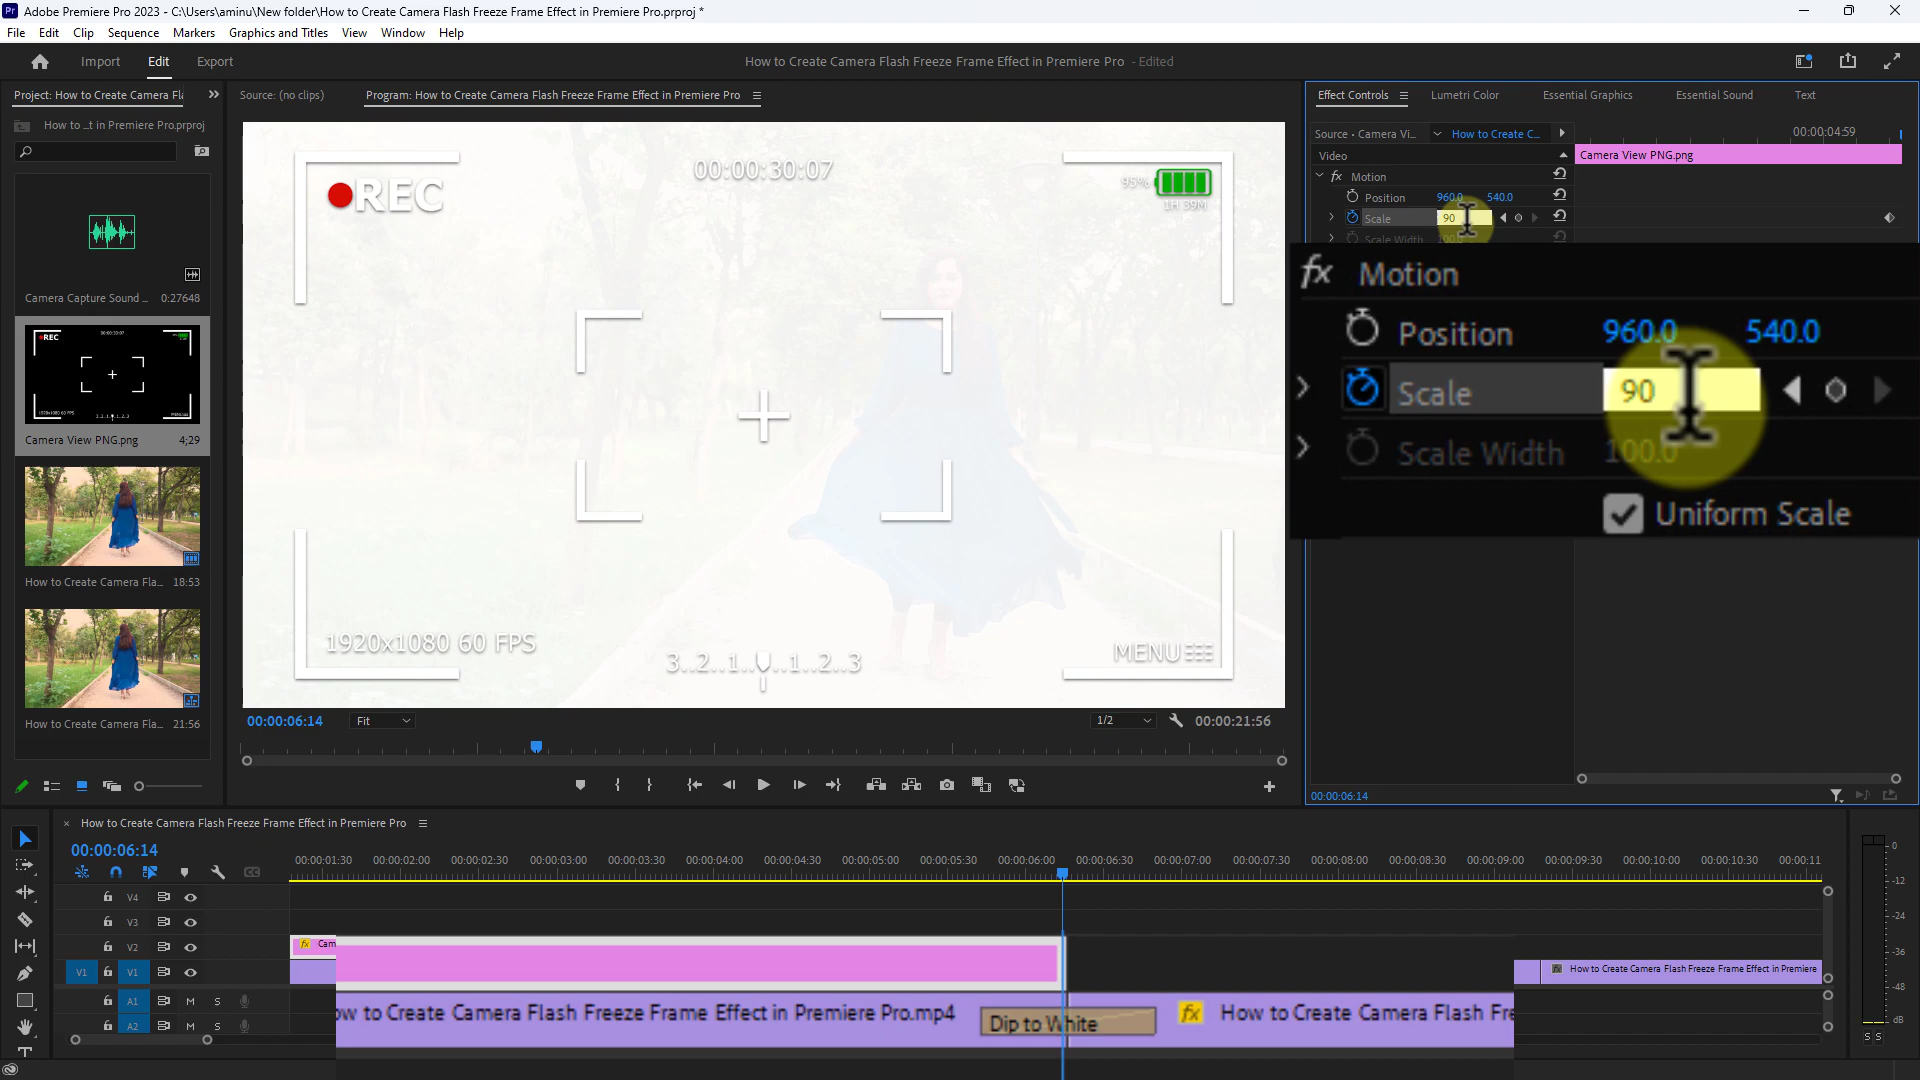 Pr Adobe Premiere Pro 2023 - C:\Users\aminu\New folder\How to Create Camera Flash Freeze Frame Effect in Premiere Pro.prproj *
File Edit Clip Sequence Markers Graphics and Titles View Window Help
Import Edit Export
How to Create Camera Flash Freeze Frame Effect in Premiere Pro - Edited
Project: How to Create Camera Fla
Source: (no clips)
Program: How to Create Camera Flash Freeze Frame Effect in Premiere Pro
Effect Controls Lumetri Color Essential Graphics Essential Sound Text
How to ..t in Premiere Pro.prproj
Source • Camera Vi... How to Create C...
00:00:04:59
Video
Camera View PNG.png
fx Motion
Position 960.0 540.0
Scale 90
Scale Width 100.0
fx Motion
Position 960.0 540.0
Scale 90
Scale Width 100.0
Uniform Scale
REC
00:00:30:07
95%
1H 39M
1920x1080 60 FPS
3..2..1.. ..1..2..3
MENU
Camera Capture Sound ... 0:27648
REC
00:00:30:07
1920x1080 60 FPS
Camera View PNG.png 4;29
How to Create Camera Fla... 18:53
How to Create Camera Fla... 21:56
00:00:06:14 Fit 1/2 00:00:21:56
00:00:06:14
× How to Create Camera Flash Freeze Frame Effect in Premiere Pro
00:00:06:14
00:00:01:30 00:00:02:00 00:00:02:30 00:00:03:00 00:00:03:30 00:00:04:00 00:00:04:30 00:00:05:00 00:00:05:30 00:00:06:00 00:00:06:30 00:00:07:00 00:00:07:30 00:00:08:00 00:00:08:30 00:00:09:00 00:00:09:30 00:00:10:00 00:00:10:30 00:00:11
V4
V3
V2
fx Cam
V1 V1
fx How to Create Camera Flash Freeze Frame Effect in Premiere
A1 M S
A2 M S
ow to Create Camera Flash Freeze Frame Effect in Premiere Pro.mp4
Dip to White
fx How to Create Camera Flash Fre
0
-12
-24
-36
-48
dB
S S